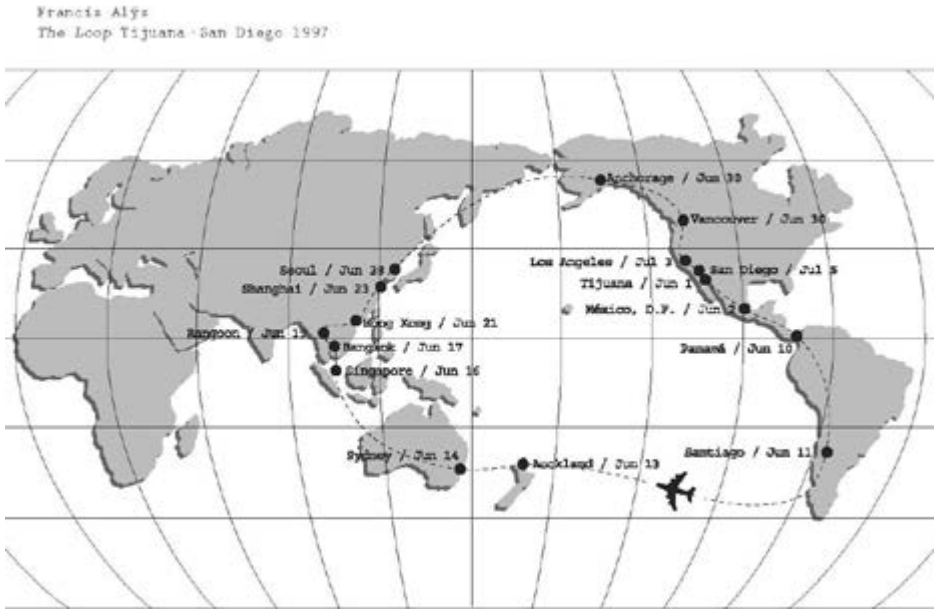 Francis Alÿs
The Loop Tijuana - San Diego 1997
Anchorage / Jun 30
Vancouver / Jun 30
Los Angeles / Jul 3
San Diego / Jul 5
Seoul / Jun 28
Tijuana / Jun 1
Shanghai / Jun 23
México, D.F. / Jun 2
Hong Kong / Jun 21
Rangoon / Jun
Bangkok / Jun 17
Panamá / Jun 10
Singapore / Jun 16
Santiago / Jun 11
Sydney / Jun 14
Auckland / Jun 13